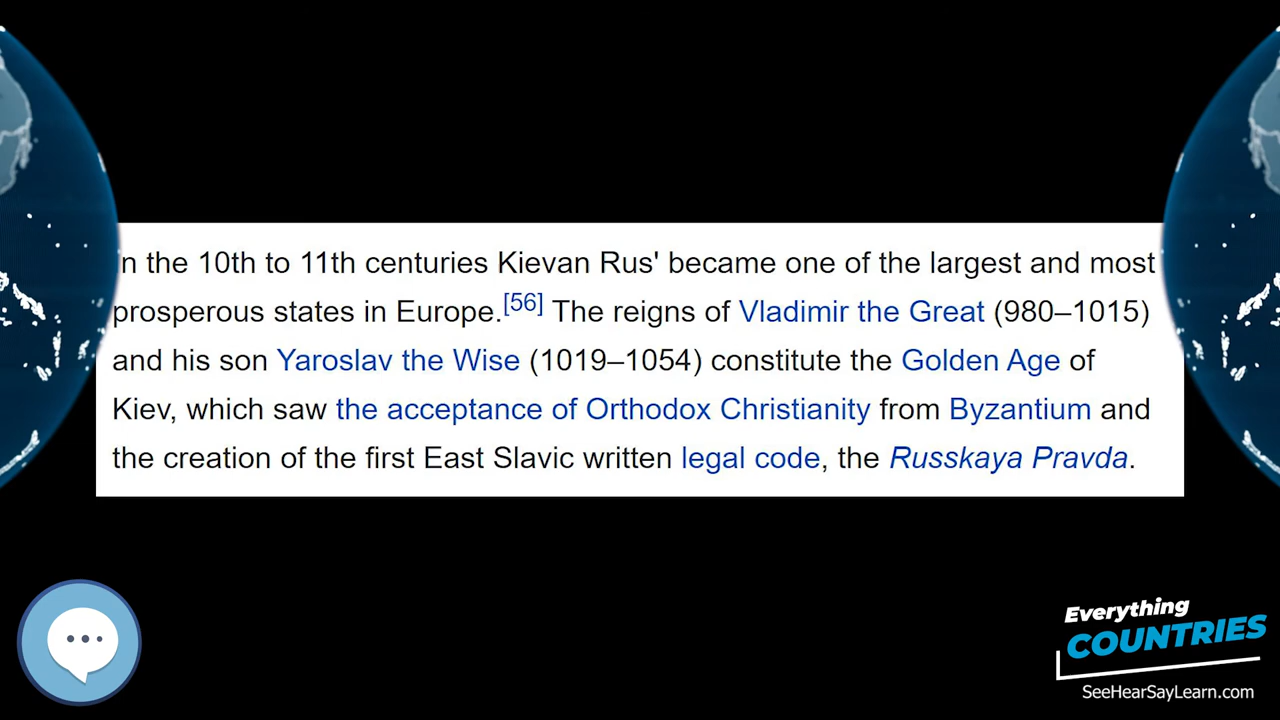 In the 10th to 11th centuries Kievan Rus' became one of the largest and most
prosperous states in Europe.[56] The reigns of Vladimir the Great (980–1015)
and his son Yaroslav the Wise (1019–1054) constitute the Golden Age of
Kiev, which saw the acceptance of Orthodox Christianity from Byzantium and
the creation of the first East Slavic written legal code, the Russkaya Pravda.
Everything
COUNTRIES
SeeHearSayLearn.com